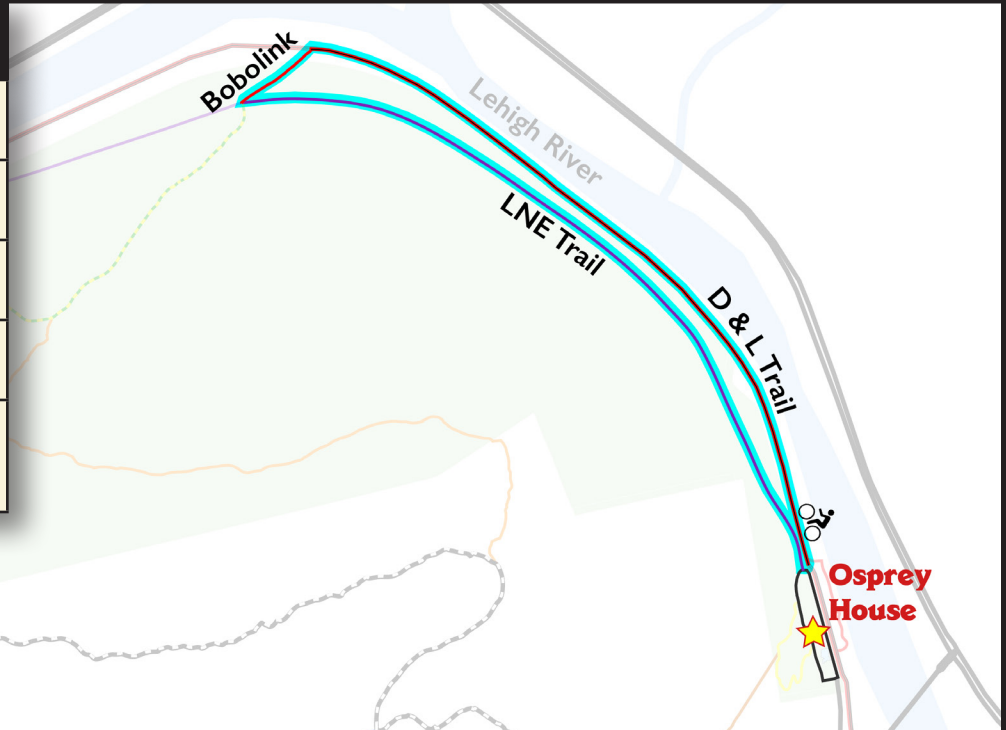 Bobolink
Lehigh River
LNE Trail
D & L Trail
Osprey
House